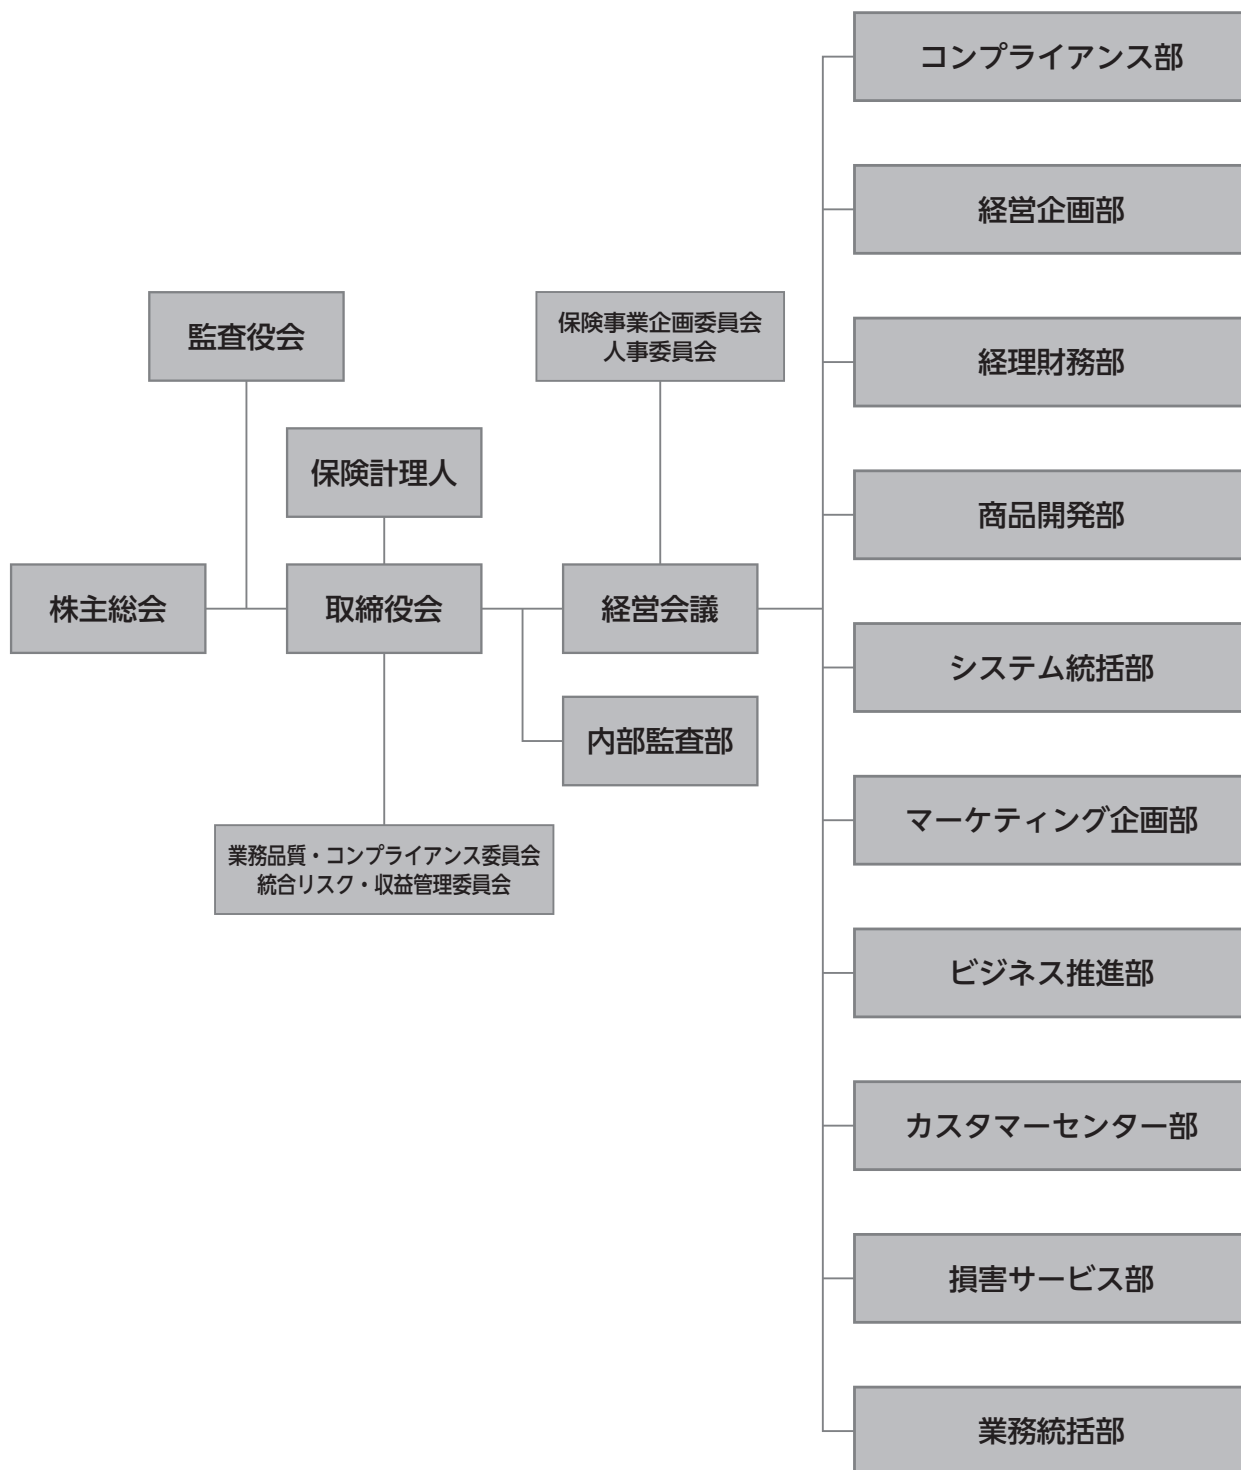 株主総会
監査役会
保険計理人
取締役会
業務品質・コンプライアンス委員会
統合リスク・収益管理委員会
保険事業企画委員会
人事委員会
経営会議
内部監査部
コンプライアンス部
経営企画部
経理財務部
商品開発部
システム統括部
マーケティング企画部
ビジネス推進部
カスタマーセンター部
損害サービス部
業務統括部